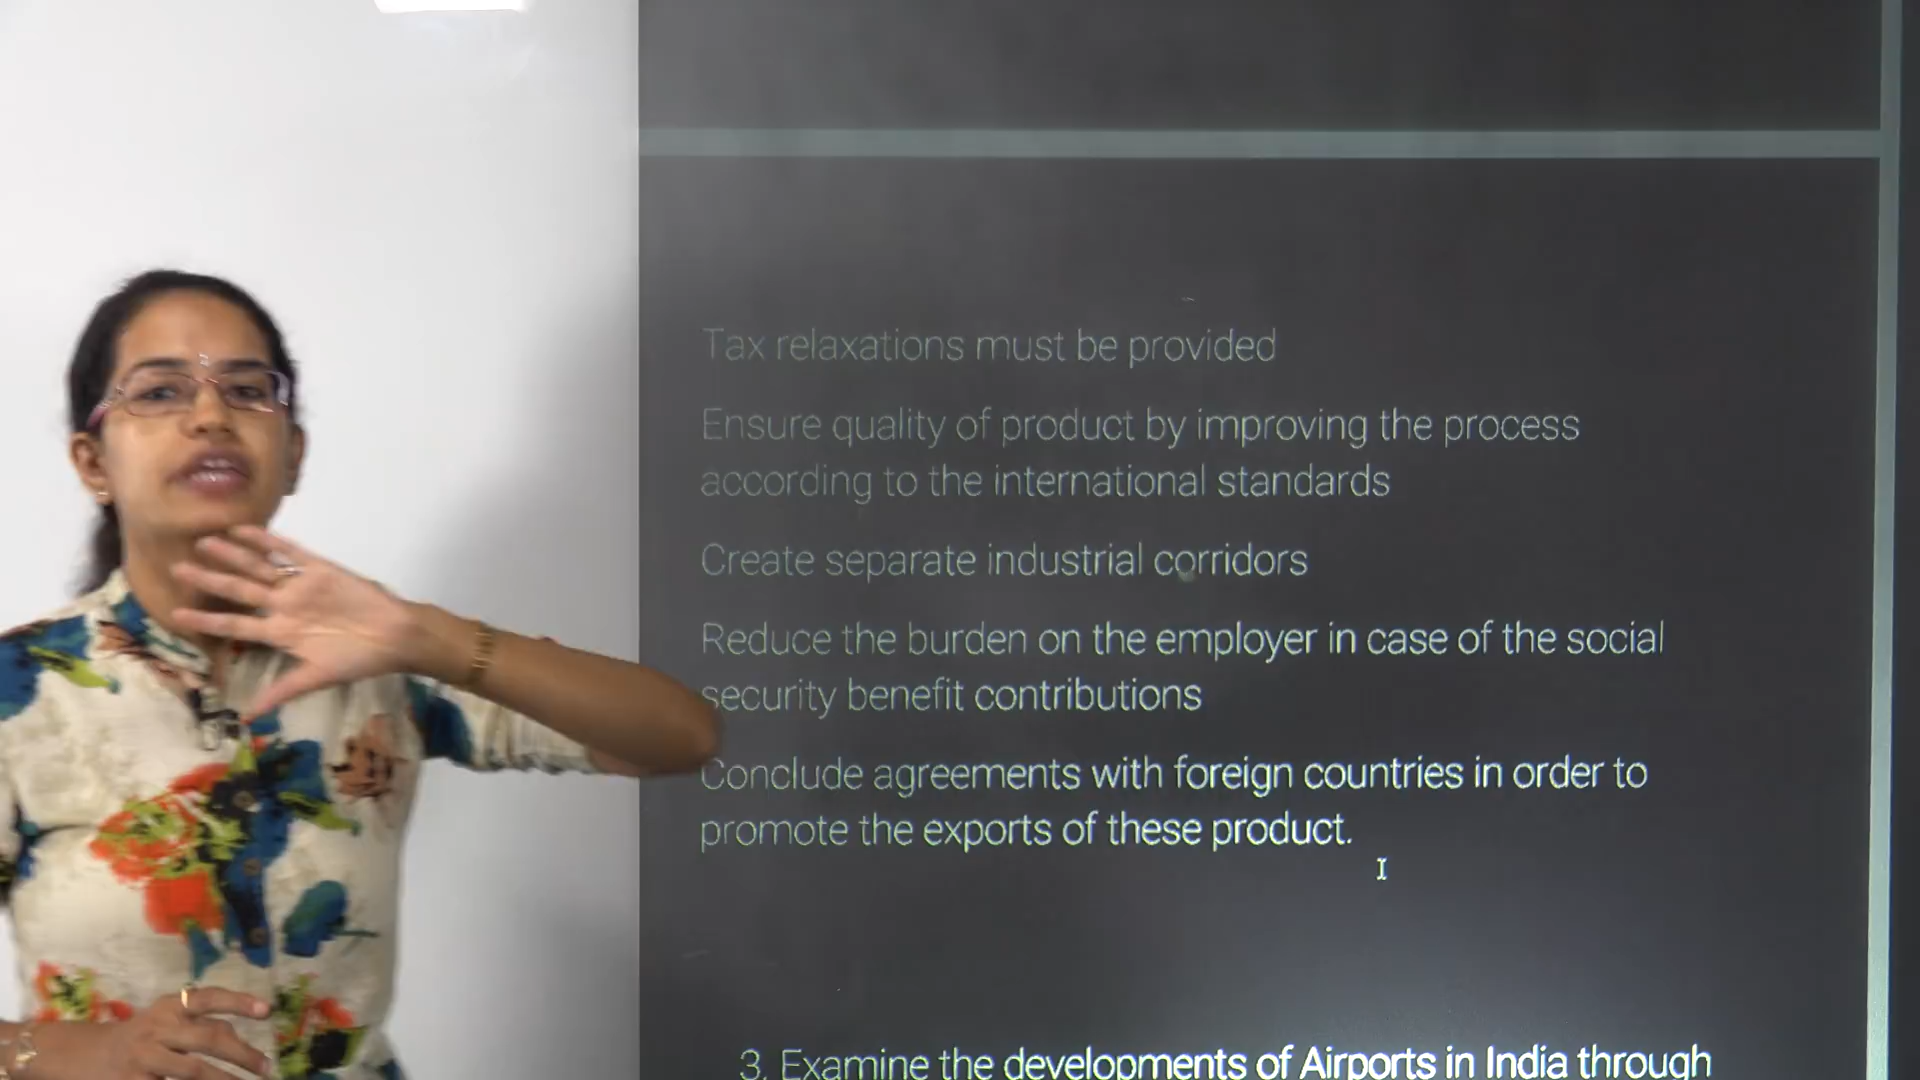 Tax relaxations must be provided
Ensure quality of product by improving the process
according to the international standards
Create separate industrial corridors
Reduce the burden on the employer in case of the social
security benefit contributions
Conclude agreements with foreign countries in order to
promote the exports of these product.
3. Examine the developments of Airports in India through